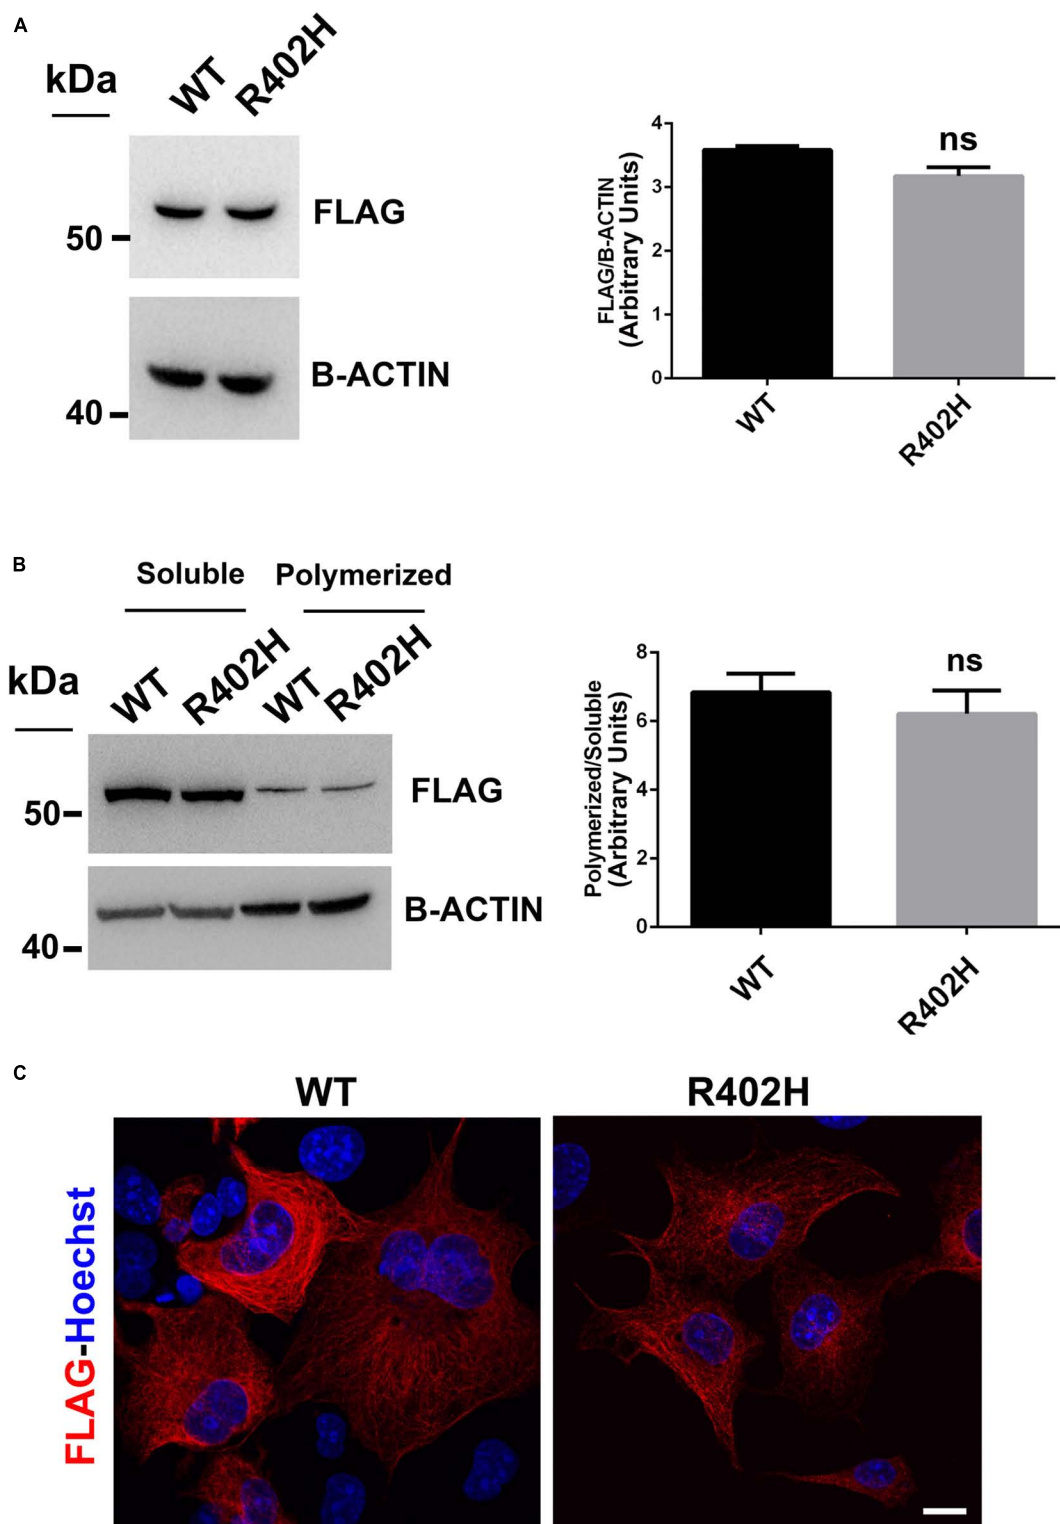 A
kDa
WT
R402H
FLAG
50
B-ACTIN
40
FLAG/B-ACTIN
(Arbitrary Units)
4
3
2
1
0
ns
WT
R402H
B
Soluble
Polymerized
kDa
WT
R402H
WT
R402H
FLAG
50
B-ACTIN
40
Polymerized/Soluble
(Arbitrary Units)
8
6
4
2
0
ns
WT
R402H
C
WT
R402H
FLAG-Hoechst